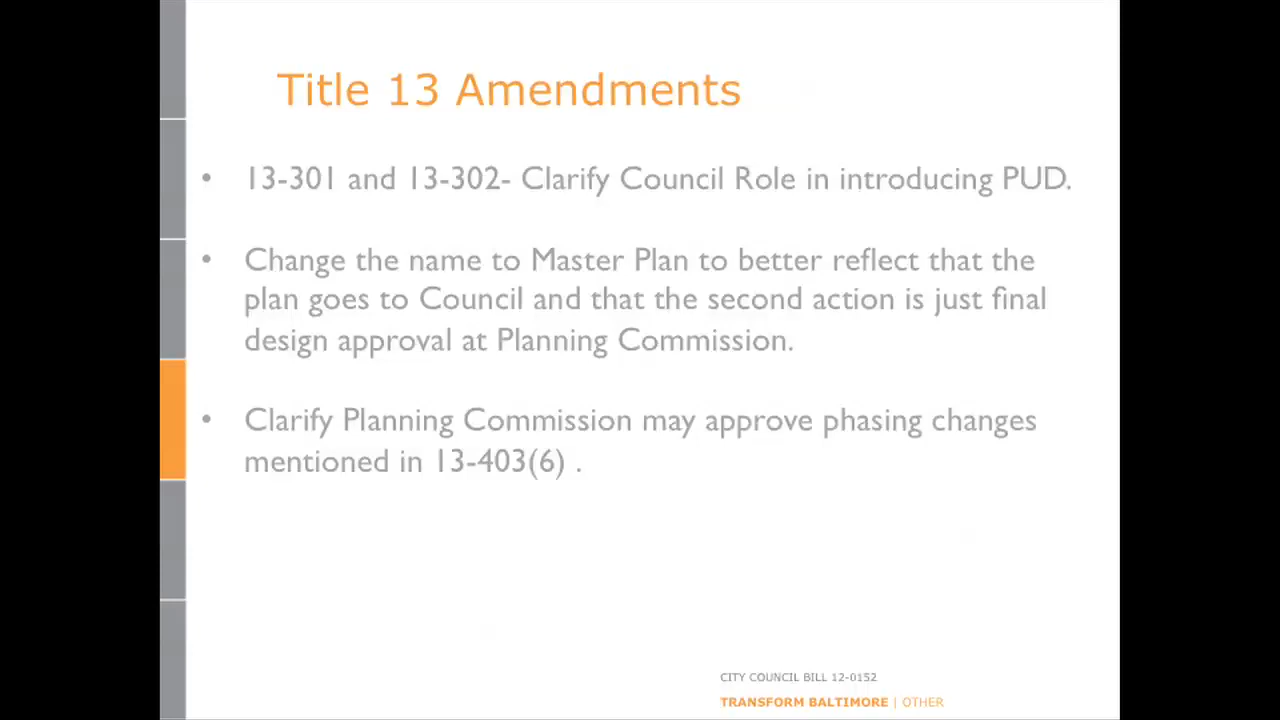 Title 13 Amendments
• 13-301 and 13-302- Clarify Council Role in introducing PUD.
• Change the name to Master Plan to better reflect that the
plan goes to Council and that the second action is just final
design approval at Planning Commission.
• Clarify Planning Commission may approve phasing changes
mentioned in 13-403(6) .
CITY COUNCIL BILL 12-0152
TRANSFORM BALTIMORE | OTHER